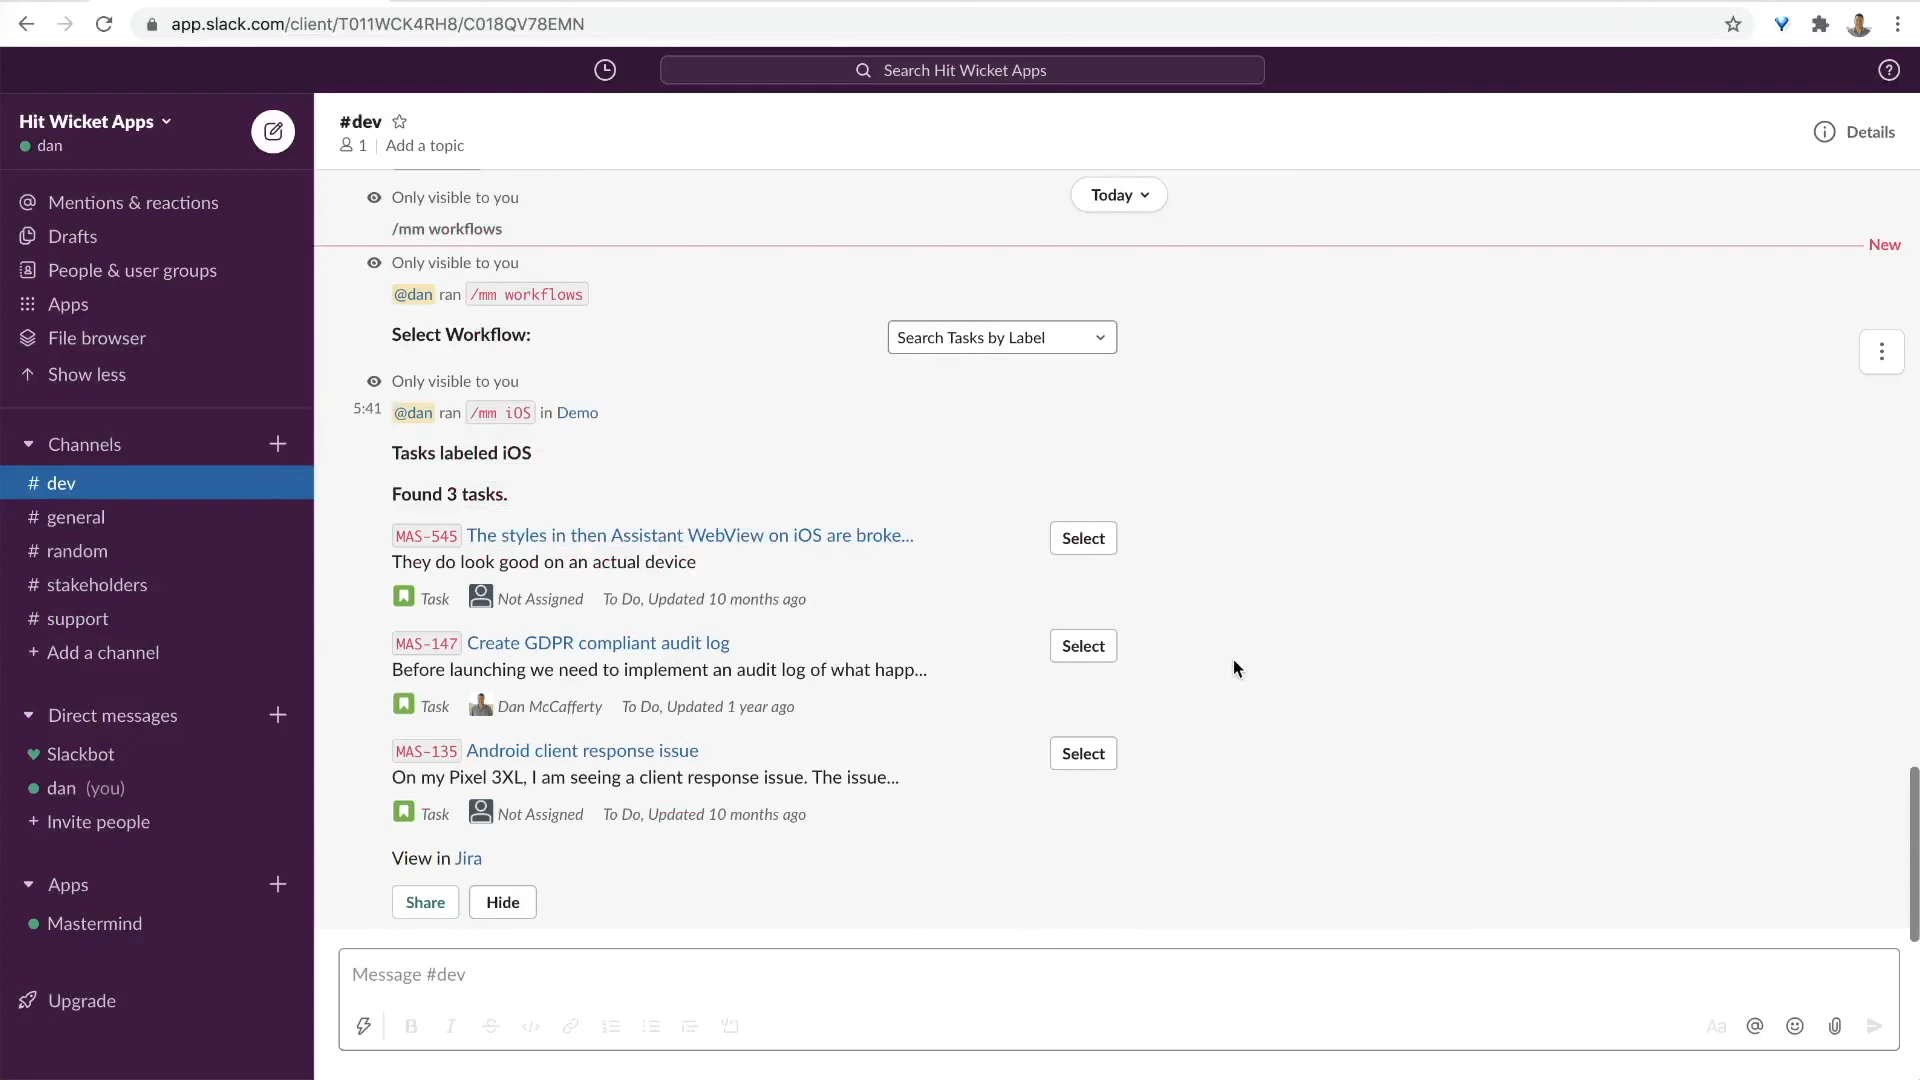 app.slack.com/client/T011WCK4RH8/C018QV78EMN
Search Hit Wicket Apps
Hit Wicket Apps
dan
Mentions & reactions
Drafts
People & user groups
Apps
File browser
Show less
Channels
# dev
# general
# random
# stakeholders
# support
+ Add a channel
Direct messages
Slackbot
dan (you)
+ Invite people
Apps
Mastermind
Upgrade
#dev
1 | Add a topic
Details
Today
Only visible to you
/mm workflows
New
Only visible to you
@dan ran /mm workflows
Select Workflow: Search Tasks by Label
Only visible to you
5:41 @dan ran /mm iOS in Demo
Tasks labeled iOS
Found 3 tasks.
MAS-545 The styles in then Assistant WebView on iOS are broke... Select
They do look good on an actual device
Task Not Assigned To Do, Updated 10 months ago
MAS-147 Create GDPR compliant audit log Select
Before launching we need to implement an audit log of what happ...
Task Dan McCafferty To Do, Updated 1 year ago
MAS-135 Android client response issue Select
On my Pixel 3XL, I am seeing a client response issue. The issue...
Task Not Assigned To Do, Updated 10 months ago
View in Jira
Share Hide
Message #dev
B I S </> Aa @